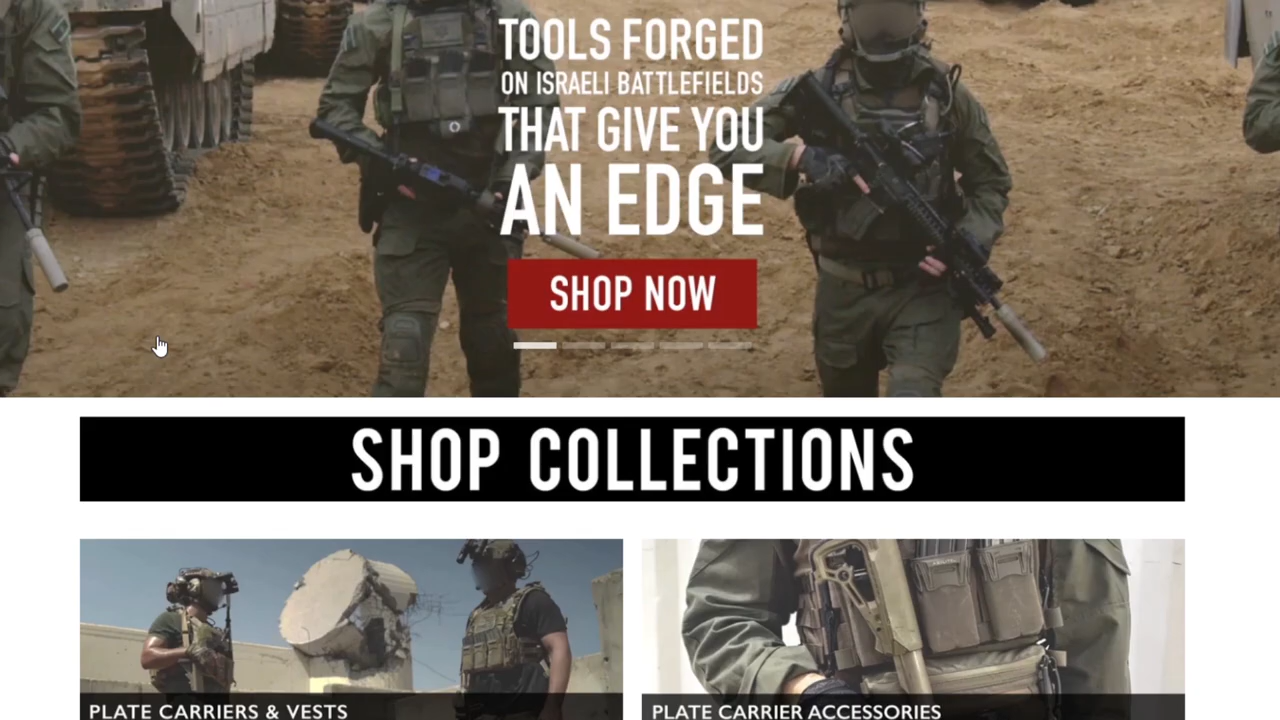 TOOLS FORGED
ON ISRAELI BATTLEFIELDS
THAT GIVE YOU
AN EDGE
SHOP NOW
SHOP COLLECTIONS
PLATE CARRIERS & VESTS
PLATE CARRIER ACCESSORIES